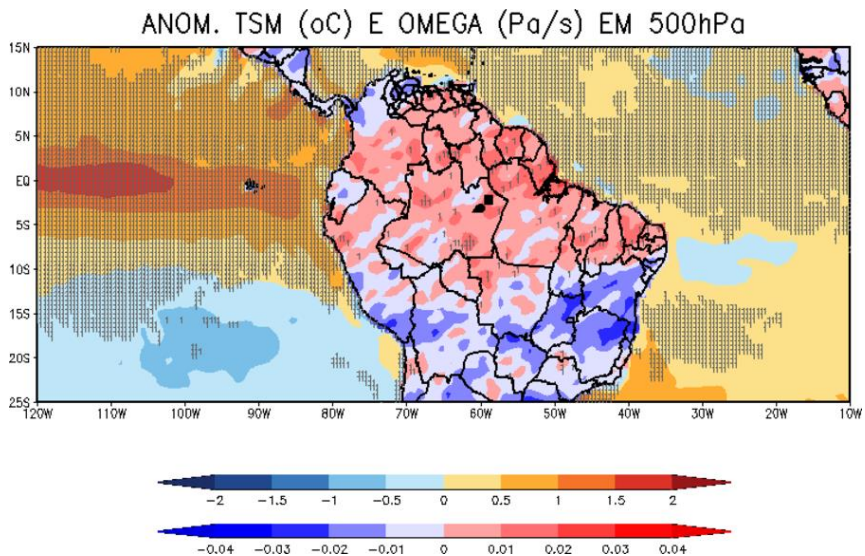 ANOM. TSM (oC) E OMEGA (Pa/s) EM 500hPa
15N
10N
5N
EQ
5S
10S
15S
20S
25S
120W 110W 100W 90W 80W 70W 60W 50W 40W 30W 20W 10W
-2 -1.5 -1 -0.5 0 0.5 1 1.5 2
-0.04 -0.03 -0.02 -0.01 0 0.01 0.02 0.03 0.04